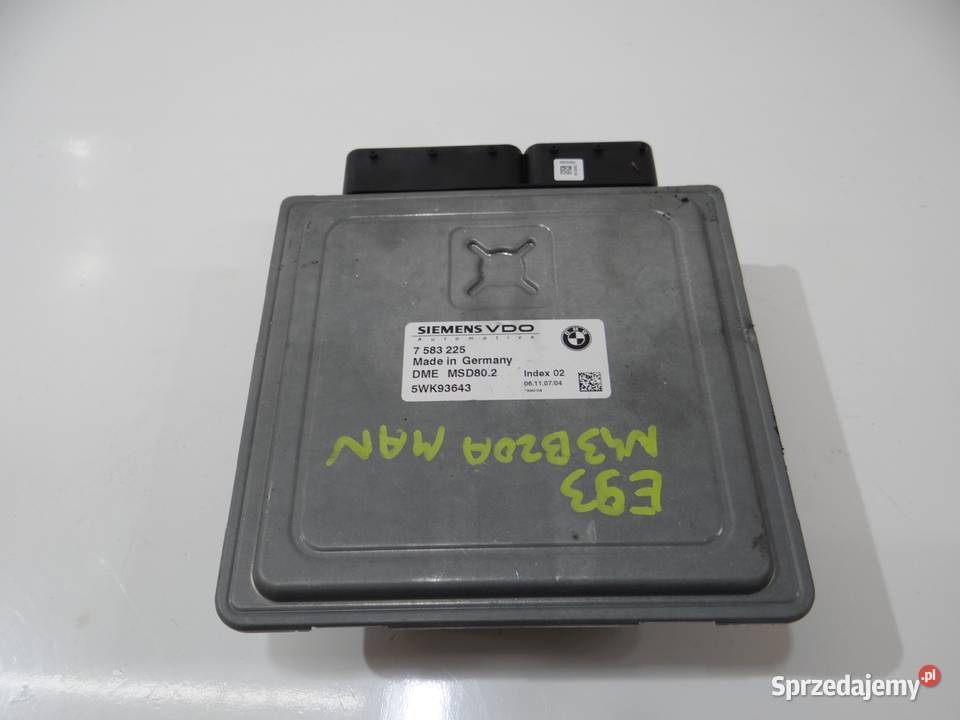 SIEMENS VDO
Automotive
7 583 225
Made in Germany
DME MSD80.2 Index 02
5WK93643 06.11.07/04
E93
N43B20A MAN
Sprzedajemy.pl